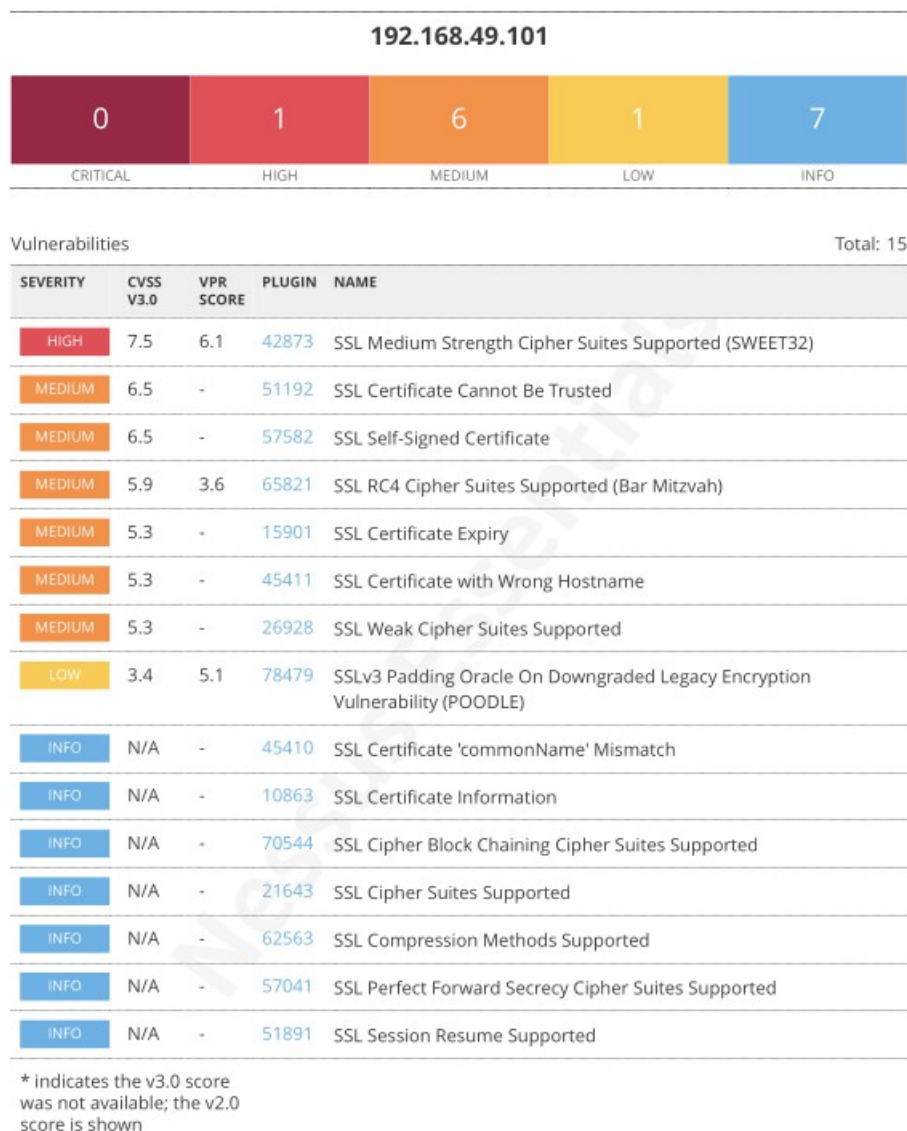 192.168.49.101
0 1 6 1 7
CRITICAL HIGH MEDIUM LOW INFO
Vulnerabilities Total: 15
SEVERITY CVSS V3.0 VPR SCORE PLUGIN NAME
HIGH 7.5 6.1 42873 SSL Medium Strength Cipher Suites Supported (SWEET32)
MEDIUM 6.5 - 51192 SSL Certificate Cannot Be Trusted
MEDIUM 6.5 - 57582 SSL Self-Signed Certificate
MEDIUM 5.9 3.6 65821 SSL RC4 Cipher Suites Supported (Bar Mitzvah)
MEDIUM 5.3 - 15901 SSL Certificate Expiry
MEDIUM 5.3 - 45411 SSL Certificate with Wrong Hostname
MEDIUM 5.3 - 26928 SSL Weak Cipher Suites Supported
LOW 3.4 5.1 78479 SSLv3 Padding Oracle On Downgraded Legacy Encryption
Vulnerability (POODLE)
INFO N/A - 45410 SSL Certificate 'commonName' Mismatch
INFO N/A - 10863 SSL Certificate Information
INFO N/A - 70544 SSL Cipher Block Chaining Cipher Suites Supported
INFO N/A - 21643 SSL Cipher Suites Supported
INFO N/A - 62563 SSL Compression Methods Supported
INFO N/A - 57041 SSL Perfect Forward Secrecy Cipher Suites Supported
INFO N/A - 51891 SSL Session Resume Supported
* indicates the v3.0 score
was not available; the v2.0
score is shown
Nessus Essentials